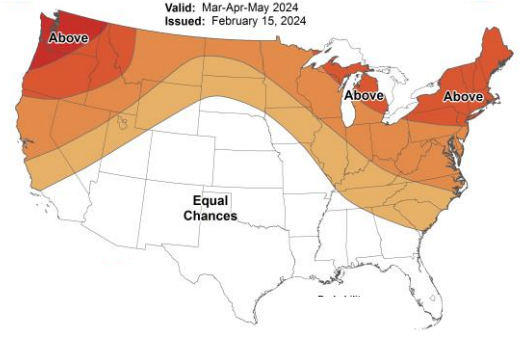 Valid: Mar-Apr-May 2024
Issued: February 15, 2024
Above
Above
Above
Equal
Chances